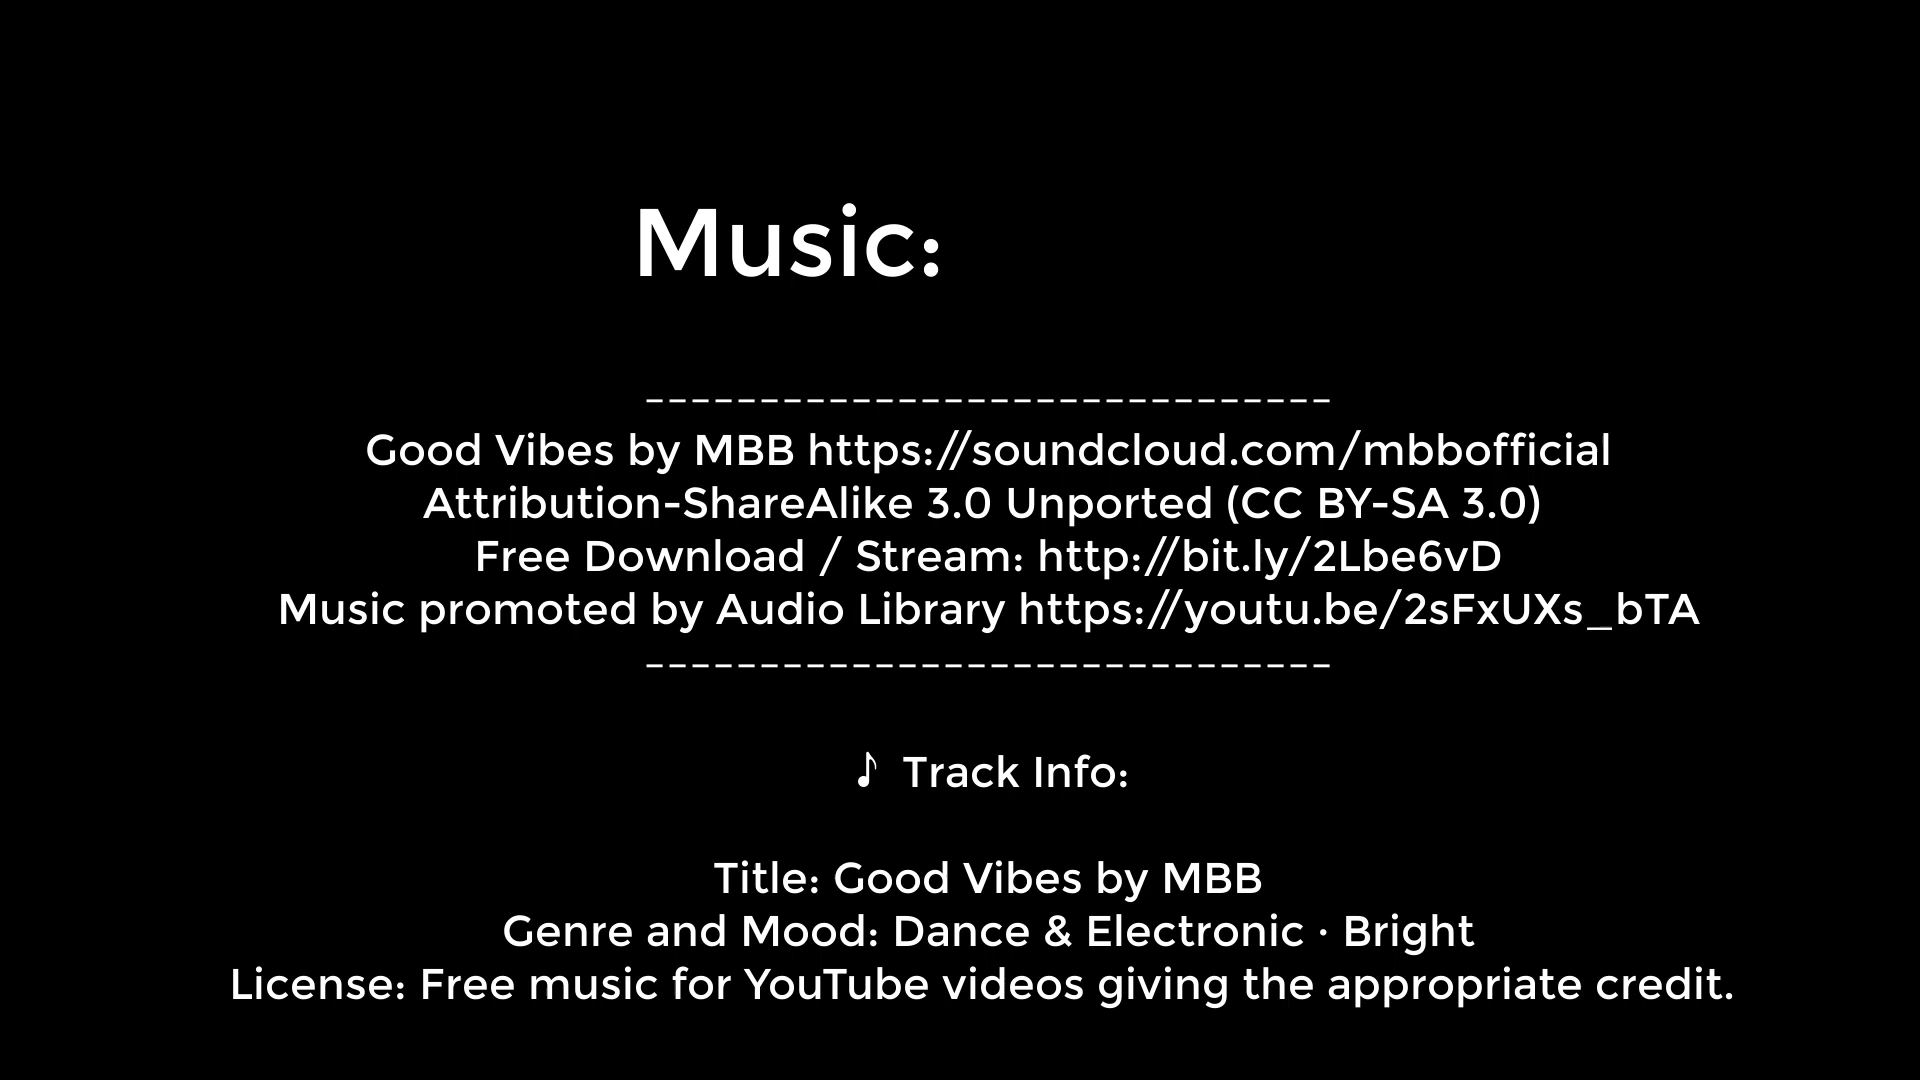 Music:
------------------------------
Good Vibes by MBB https://soundcloud.com/mbbofficial
Attribution-ShareAlike 3.0 Unported (CC BY-SA 3.0)
Free Download / Stream: http://bit.ly/2Lbe6vD
Music promoted by Audio Library https://youtu.be/2sFxUXs_bTA
------------------------------
♪ Track Info:
Title: Good Vibes by MBB
Genre and Mood: Dance & Electronic · Bright
License: Free music for YouTube videos giving the appropriate credit.